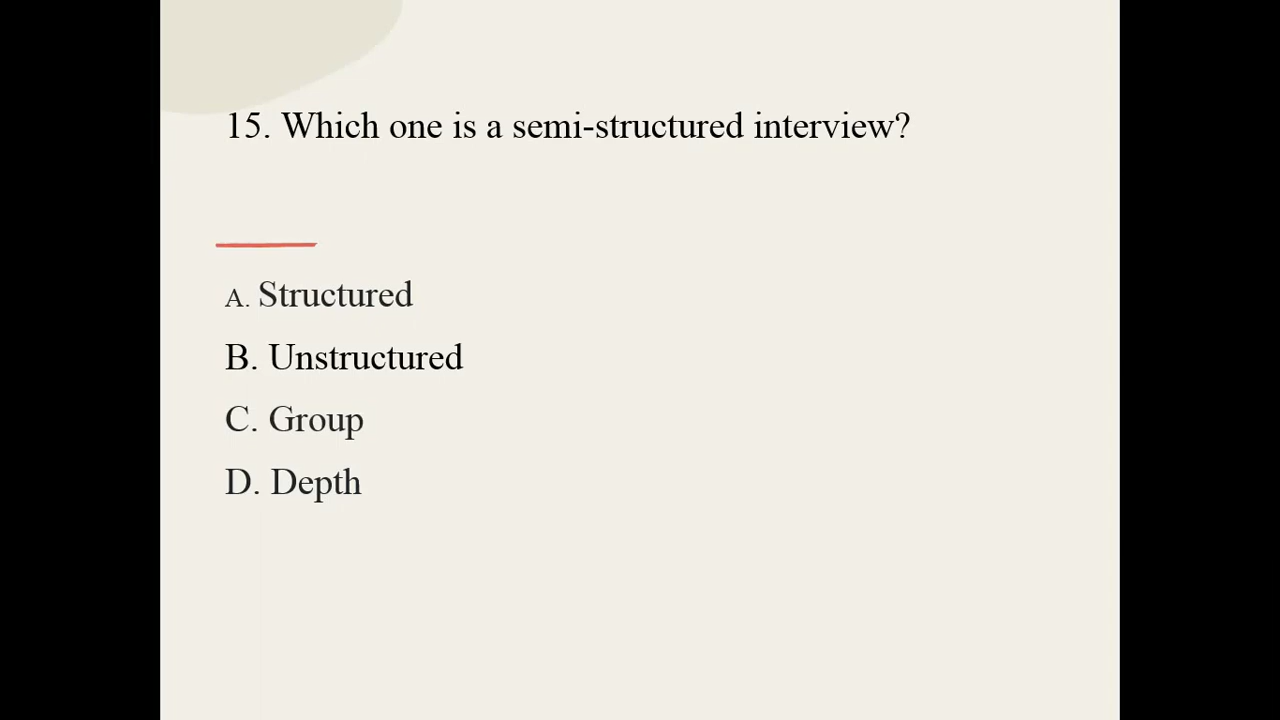 15. Which one is a semi-structured interview?
A. Structured
B. Unstructured
C. Group
D. Depth